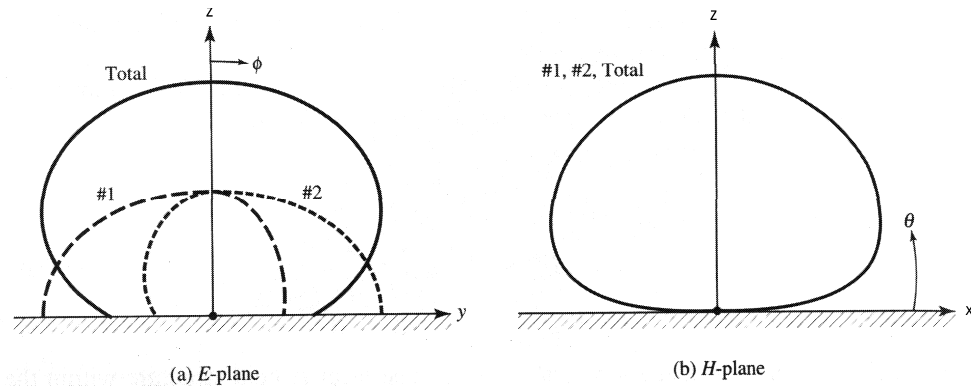 z
ϕ
Total
#1
#2
y
(a) E-plane
z
#1, #2, Total
θ
x
(b) H-plane